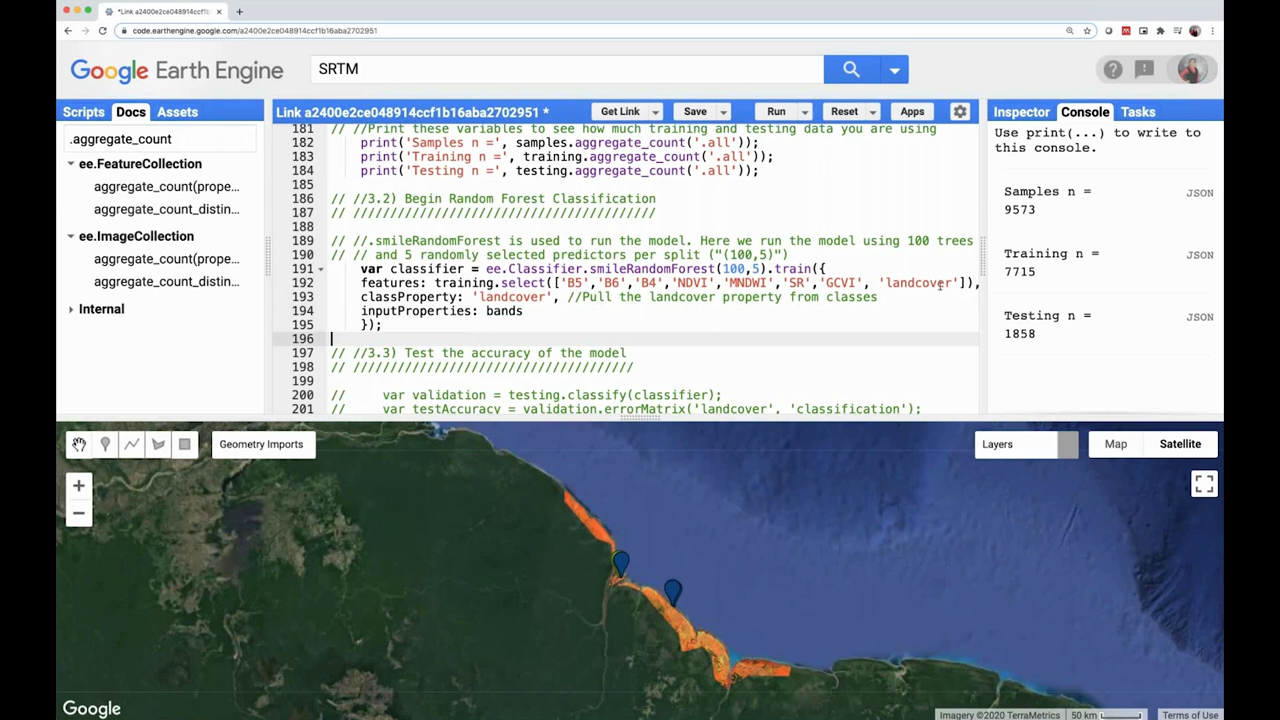 *Link a2400e2ce048914ccf1b16
code.earthengine.google.com/a2400e2ce048914ccf1b16aba2702951
Google Earth Engine
SRTM
Scripts Docs Assets
Link a2400e2ce048914ccf1b16aba2702951 *
Get Link Save Run Reset Apps
Inspector Console Tasks
.aggregate_count
ee.FeatureCollection
aggregate_count(prope...
aggregate_count_distin...
ee.ImageCollection
aggregate_count(prope...
aggregate_count_distin...
Internal
181 // //Print these variables to see how much training and testing data you are using
182 print('Samples n =', samples.aggregate_count('.all'));
183 print('Training n =', training.aggregate_count('.all'));
184 print('Testing n =', testing.aggregate_count('.all'));
185
186 // //3.2) Begin Random Forest Classification
187 // ///////////////////////////////////////
188
189 // //.smileRandomForest is used to run the model. Here we run the model using 100 trees
190 // // and 5 randomly selected predictors per split ("(100,5)")
191 var classifier = ee.Classifier.smileRandomForest(100,5).train({
192 features: training.select(['B5','B6','B4','NDVI','MNDWI','SR','GCVI', 'landcover']),
193 classProperty: 'landcover', //Pull the landcover property from classes
194 inputProperties: bands
195 });
196
197 // //3.3) Test the accuracy of the model
198 // ////////////////////////////////////
199
200 // var validation = testing.classify(classifier);
201 // var testAccuracy = validation.errorMatrix('landcover', 'classification');
Use print(...) to write to
this console.
Samples n =
9573
JSON
Training n =
7715
JSON
Testing n =
1858
JSON
Geometry Imports
Layers
Map Satellite
+
−
Google
Imagery ©2020 TerraMetrics 50 km Terms of Use